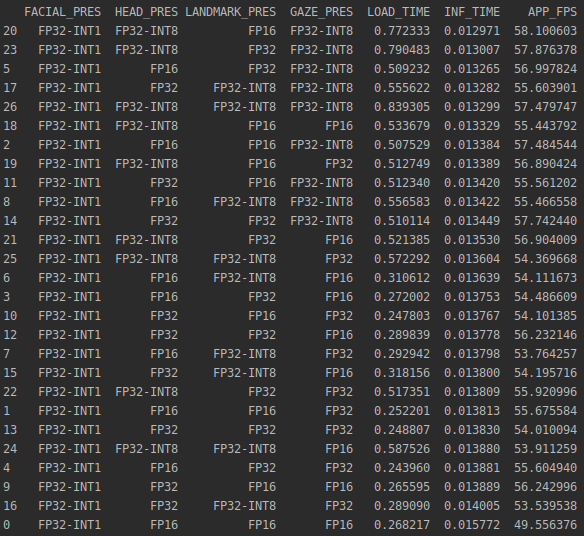 FACIAL_PRES HEAD_PRES LANDMARK_PRES GAZE_PRES LOAD_TIME INF_TIME APP_FPS
20 FP32-INT1 FP32-INT8 FP16 FP32-INT8 0.772333 0.012971 58.100603
23 FP32-INT1 FP32-INT8 FP32 FP32-INT8 0.790483 0.013007 57.876378
5 FP32-INT1 FP16 FP32 FP32-INT8 0.509232 0.013265 56.997824
17 FP32-INT1 FP32 FP32-INT8 FP32-INT8 0.555622 0.013282 55.603901
26 FP32-INT1 FP32-INT8 FP32-INT8 FP32-INT8 0.839305 0.013299 57.479747
18 FP32-INT1 FP32-INT8 FP16 FP16 0.533679 0.013329 55.443792
2 FP32-INT1 FP16 FP16 FP32-INT8 0.507529 0.013384 57.484544
19 FP32-INT1 FP32-INT8 FP16 FP32 0.512749 0.013389 56.890424
11 FP32-INT1 FP32 FP16 FP32-INT8 0.512340 0.013420 55.561202
8 FP32-INT1 FP16 FP32-INT8 FP32-INT8 0.556583 0.013422 55.466558
14 FP32-INT1 FP32 FP32 FP32-INT8 0.510114 0.013449 57.742440
21 FP32-INT1 FP32-INT8 FP32 FP16 0.521385 0.013530 56.904009
25 FP32-INT1 FP32-INT8 FP32-INT8 FP32 0.572292 0.013604 54.369668
6 FP32-INT1 FP16 FP32-INT8 FP16 0.310612 0.013639 54.111673
3 FP32-INT1 FP16 FP32 FP16 0.272002 0.013753 54.486609
10 FP32-INT1 FP32 FP16 FP32 0.247803 0.013767 54.101385
12 FP32-INT1 FP32 FP32 FP16 0.289839 0.013778 56.232146
7 FP32-INT1 FP16 FP32-INT8 FP32 0.292942 0.013798 53.764257
15 FP32-INT1 FP32 FP32-INT8 FP16 0.318156 0.013800 54.195716
22 FP32-INT1 FP32-INT8 FP32 FP32 0.517351 0.013809 55.920996
1 FP32-INT1 FP16 FP16 FP32 0.252201 0.013813 55.675584
13 FP32-INT1 FP32 FP32 FP32 0.248807 0.013830 54.010094
24 FP32-INT1 FP32-INT8 FP32-INT8 FP16 0.587526 0.013880 53.911259
4 FP32-INT1 FP16 FP32 FP32 0.243960 0.013881 55.604940
9 FP32-INT1 FP32 FP16 FP16 0.265595 0.013889 56.242996
16 FP32-INT1 FP32 FP32-INT8 FP32 0.289090 0.014005 53.539538
0 FP32-INT1 FP16 FP16 FP16 0.268217 0.015772 49.556376